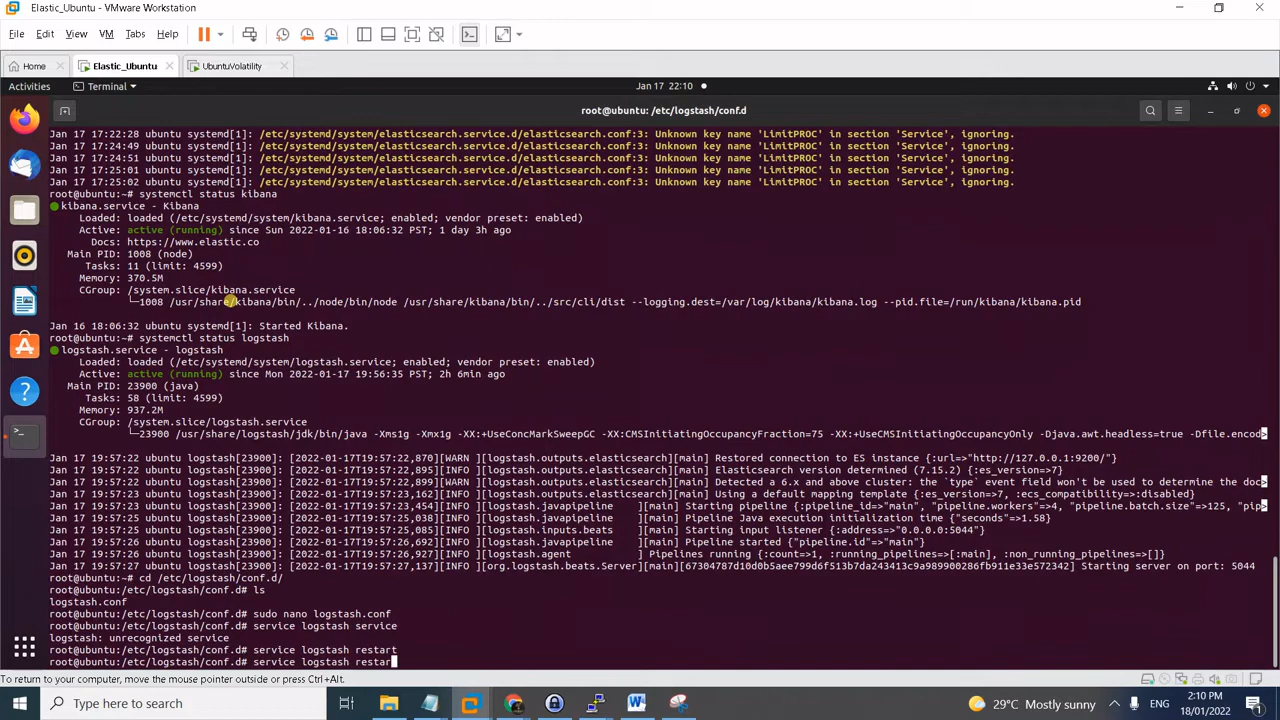 Elastic_Ubuntu - VMware Workstation
File Edit View VM Tabs Help
Home Elastic_Ubuntu UbuntuVolatility
Activities Terminal Jan 17 22:10
root@ubuntu: /etc/logstash/conf.d
Jan 17 17:22:28 ubuntu systemd[1]: /etc/systemd/system/elasticsearch.service.d/elasticsearch.conf:3: Unknown key name 'LimitPROC' in section 'Service', ignoring.
Jan 17 17:24:49 ubuntu systemd[1]: /etc/systemd/system/elasticsearch.service.d/elasticsearch.conf:3: Unknown key name 'LimitPROC' in section 'Service', ignoring.
Jan 17 17:24:51 ubuntu systemd[1]: /etc/systemd/system/elasticsearch.service.d/elasticsearch.conf:3: Unknown key name 'LimitPROC' in section 'Service', ignoring.
Jan 17 17:25:01 ubuntu systemd[1]: /etc/systemd/system/elasticsearch.service.d/elasticsearch.conf:3: Unknown key name 'LimitPROC' in section 'Service', ignoring.
Jan 17 17:25:02 ubuntu systemd[1]: /etc/systemd/system/elasticsearch.service.d/elasticsearch.conf:3: Unknown key name 'LimitPROC' in section 'Service', ignoring.
root@ubuntu:~# systemctl status kibana
kibana.service - Kibana
Loaded: loaded (/etc/systemd/system/kibana.service; enabled; vendor preset: enabled)
Active: active (running) since Sun 2022-01-16 18:06:32 PST; 1 day 3h ago
Docs: https://www.elastic.co
Main PID: 1008 (node)
Tasks: 11 (limit: 4599)
Memory: 370.5M
CGroup: /system.slice/kibana.service
└─1008 /usr/share/kibana/bin/../node/bin/node /usr/share/kibana/bin/../src/cli/dist --logging.dest=/var/log/kibana/kibana.log --pid.file=/run/kibana/kibana.pid
Jan 16 18:06:32 ubuntu systemd[1]: Started Kibana.
root@ubuntu:~# systemctl status logstash
logstash.service - logstash
Loaded: loaded (/etc/systemd/system/logstash.service; enabled; vendor preset: enabled)
Active: active (running) since Mon 2022-01-17 19:56:35 PST; 2h 6min ago
Main PID: 23900 (java)
Tasks: 58 (limit: 4599)
Memory: 937.2M
CGroup: /system.slice/logstash.service
└─23900 /usr/share/logstash/jdk/bin/java -Xms1g -Xmx1g -XX:+UseConcMarkSweepGC -XX:CMSInitiatingOccupancyFraction=75 -XX:+UseCMSInitiatingOccupancyOnly -Djava.awt.headless=true -Dfile.encod>
Jan 17 19:57:22 ubuntu logstash[23900]: [2022-01-17T19:57:22,870][WARN ][logstash.outputs.elasticsearch][main] Restored connection to ES instance {:url=>"http://127.0.0.1:9200/"}
Jan 17 19:57:22 ubuntu logstash[23900]: [2022-01-17T19:57:22,895][INFO ][logstash.outputs.elasticsearch][main] Elasticsearch version determined (7.15.2) {:es_version=>7}
Jan 17 19:57:22 ubuntu logstash[23900]: [2022-01-17T19:57:22,899][WARN ][logstash.outputs.elasticsearch][main] Detected a 6.x and above cluster: the `type` event field won't be used to determine the doc>
Jan 17 19:57:23 ubuntu logstash[23900]: [2022-01-17T19:57:23,162][INFO ][logstash.outputs.elasticsearch][main] Using a default mapping template {:es_version=>7, :ecs_compatibility=>:disabled}
Jan 17 19:57:23 ubuntu logstash[23900]: [2022-01-17T19:57:23,454][INFO ][logstash.javapipeline ][main] Starting pipeline {:pipeline_id=>"main", "pipeline.workers"=>4, "pipeline.batch.size"=>125, "pip>
Jan 17 19:57:25 ubuntu logstash[23900]: [2022-01-17T19:57:25,038][INFO ][logstash.javapipeline ][main] Pipeline Java execution initialization time {"seconds"=>1.58}
Jan 17 19:57:25 ubuntu logstash[23900]: [2022-01-17T19:57:25,085][INFO ][logstash.inputs.beats ][main] Starting input listener {:address=>"0.0.0.0:5044"}
Jan 17 19:57:26 ubuntu logstash[23900]: [2022-01-17T19:57:26,692][INFO ][logstash.javapipeline ][main] Pipeline started {"pipeline.id"=>"main"}
Jan 17 19:57:26 ubuntu logstash[23900]: [2022-01-17T19:57:26,927][INFO ][logstash.agent ] Pipelines running {:count=>1, :running_pipelines=>[:main], :non_running_pipelines=>[]}
Jan 17 19:57:27 ubuntu logstash[23900]: [2022-01-17T19:57:27,137][INFO ][org.logstash.beats.Server][main][67304787d10d0b5aee799d6f513b7da243413c9a989900286fb911e33e572342] Starting server on port: 5044
root@ubuntu:~# cd /etc/logstash/conf.d/
root@ubuntu:/etc/logstash/conf.d# ls
logstash.conf
root@ubuntu:/etc/logstash/conf.d# sudo nano logstash.conf
root@ubuntu:/etc/logstash/conf.d# service logstash service
logstash: unrecognized service
root@ubuntu:/etc/logstash/conf.d# service logstash restart
root@ubuntu:/etc/logstash/conf.d# service logstash restar
To return to your computer, move the mouse pointer outside or press Ctrl+Alt.
Type here to search
29°C Mostly sunny ENG 2:10 PM 18/01/2022